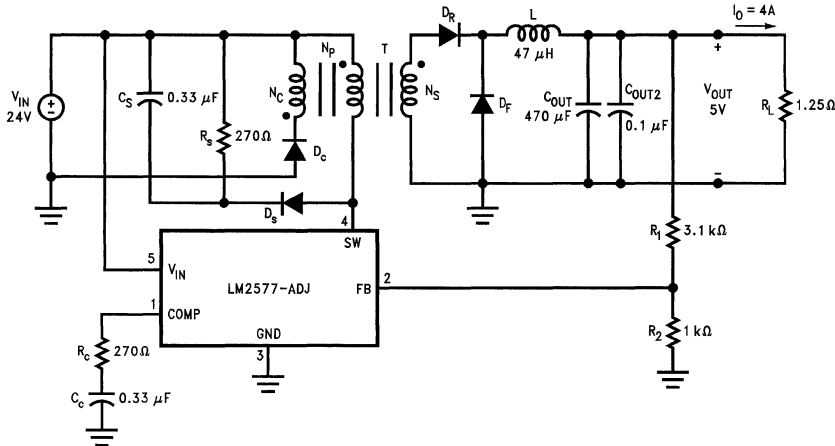 I_O = 4A
D_R
L
47 μH
N_P
T
N_C
N_S
V_IN
24V
C_S
0.33 μF
R_s
270Ω
D_c
D_s
D_F
C_OUT
470 μF
C_OUT2
0.1 μF
+
V_OUT
5V
−
R_L
1.25Ω
4
SW
5
V_IN
LM2577-ADJ
FB
2
1
COMP
GND
3
R_1
3.1 kΩ
R_2
1 kΩ
R_c
270Ω
C_c
0.33 μF